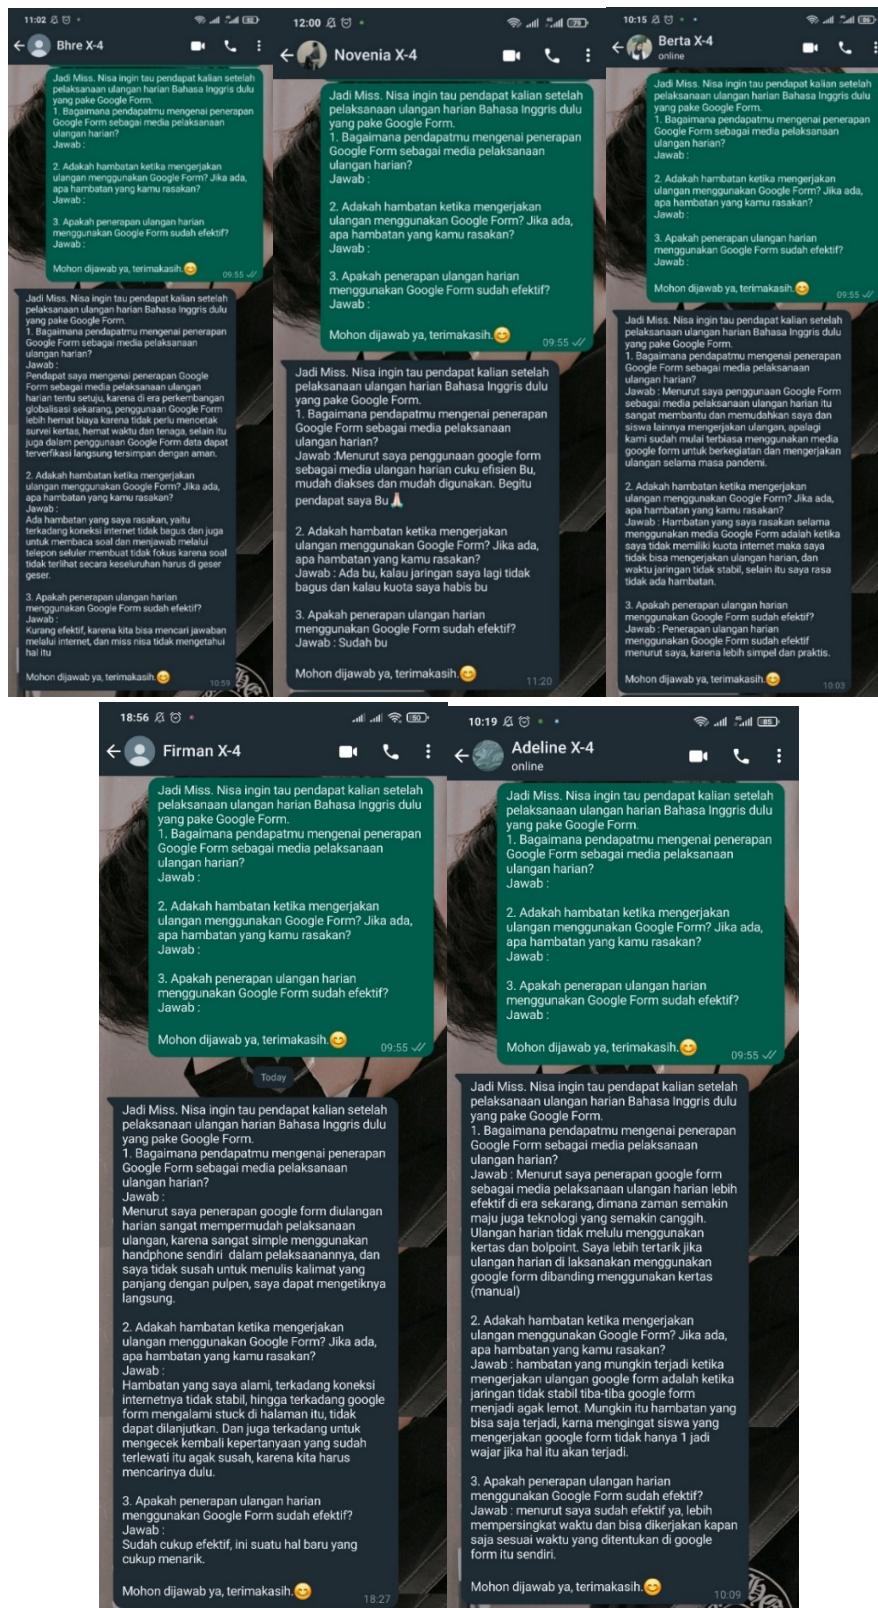 11:02
82
Bhre X-4
Jadi Miss. Nisa ingin tau pendapat kalian setelah
pelaksanaan ulangan harian Bahasa Inggris dulu
yang pake Google Form.
1. Bagaimana pendapatmu mengenai penerapan
Google Form sebagai media pelaksanaan
ulangan harian?
Jawab :
2. Adakah hambatan ketika mengerjakan
ulangan menggunakan Google Form? Jika ada,
apa hambatan yang kamu rasakan?
Jawab :
3. Apakah penerapan ulangan harian
menggunakan Google Form sudah efektif?
Jawab :
Mohon dijawab ya, terimakasih.😊
09:55
Jadi Miss. Nisa ingin tau pendapat kalian setelah
pelaksanaan ulangan harian Bahasa Inggris dulu
yang pake Google Form.
1. Bagaimana pendapatmu mengenai penerapan
Google Form sebagai media pelaksanaan
ulangan harian?
Jawab :
Pendapat saya mengenai penerapan Google
Form sebagai media pelaksanaan ulangan
harian tentu setuju, karena di era perkembangan
globalisasi sekarang, penggunaan Google Form
lebih hemat biaya karena tidak perlu mencetak
survei kertas, hemat waktu dan tenaga, selain itu
juga dalam penggunaan Google Form data dapat
terverfikasi langsung tersimpan dengan aman.
2. Adakah hambatan ketika mengerjakan
ulangan menggunakan Google Form? Jika ada,
apa hambatan yang kamu rasakan?
Jawab :
Ada hambatan yang saya rasakan, yaitu
terkadang koneksi internet tidak bagus dan juga
untuk membaca soal dan menjawab melalui
telepon seluler membuat tidak fokus karena soal
tidak terlihat secara keseluruhan harus di geser
geser.
3. Apakah penerapan ulangan harian
menggunakan Google Form sudah efektif?
Jawab :
Kurang efektif, karena kita bisa mencari jawaban
melalui internet, dan miss nisa tidak mengetahui
hal itu
Mohon dijawab ya, terimakasih.😊
10:59
12:00
79
Novenia X-4
Jadi Miss. Nisa ingin tau pendapat kalian setelah
pelaksanaan ulangan harian Bahasa Inggris dulu
yang pake Google Form.
1. Bagaimana pendapatmu mengenai penerapan
Google Form sebagai media pelaksanaan
ulangan harian?
Jawab :
2. Adakah hambatan ketika mengerjakan
ulangan menggunakan Google Form? Jika ada,
apa hambatan yang kamu rasakan?
Jawab :
3. Apakah penerapan ulangan harian
menggunakan Google Form sudah efektif?
Jawab :
Mohon dijawab ya, terimakasih.😊
09:55
Jadi Miss. Nisa ingin tau pendapat kalian setelah
pelaksanaan ulangan harian Bahasa Inggris dulu
yang pake Google Form.
1. Bagaimana pendapatmu mengenai penerapan
Google Form sebagai media pelaksanaan
ulangan harian?
Jawab :Menurut saya penggunaan google form
sebagai media ulangan harian cuku efisien Bu,
mudah diakses dan mudah digunakan. Begitu
pendapat saya Bu🙏🏻
2. Adakah hambatan ketika mengerjakan
ulangan menggunakan Google Form? Jika ada,
apa hambatan yang kamu rasakan?
Jawab : Ada bu, kalau jaringan saya lagi tidak
bagus dan kalau kuota saya habis bu
3. Apakah penerapan ulangan harian
menggunakan Google Form sudah efektif?
Jawab : Sudah bu
Mohon dijawab ya, terimakasih.😊
11:20
10:15
86
Berta X-4
online
Jadi Miss. Nisa ingin tau pendapat kalian setelah
pelaksanaan ulangan harian Bahasa Inggris dulu
yang pake Google Form.
1. Bagaimana pendapatmu mengenai penerapan
Google Form sebagai media pelaksanaan
ulangan harian?
Jawab :
2. Adakah hambatan ketika mengerjakan
ulangan menggunakan Google Form? Jika ada,
apa hambatan yang kamu rasakan?
Jawab :
3. Apakah penerapan ulangan harian
menggunakan Google Form sudah efektif?
Jawab :
Mohon dijawab ya, terimakasih.😊
09:55
Jadi Miss. Nisa ingin tau pendapat kalian setelah
pelaksanaan ulangan harian Bahasa Inggris dulu
yang pake Google Form.
1. Bagaimana pendapatmu mengenai penerapan
Google Form sebagai media pelaksanaan
ulangan harian?
Jawab : Menurut saya penggunaan Google Form
sebagai media pelaksanaan ulangan harian itu
sangat membantu dan memudahkan saya dan
siswa lainnya mengerjakan ulangan, apalagi
kami sudah mulai terbiasa menggunakan media
google form untuk berkegiatan dan mengerjakan
ulangan selama masa pandemi.
2. Adakah hambatan ketika mengerjakan
ulangan menggunakan Google Form? Jika ada,
apa hambatan yang kamu rasakan?
Jawab : Hambatan yang saya rasakan selama
menggunakan media Google Form adalah ketika
saya tidak memiliki kuota internet maka saya
tidak bisa mengerjakan ulangan harian, dan
waktu jaringan tidak stabil, selain itu saya rasa
tidak ada hambatan.
3. Apakah penerapan ulangan harian
menggunakan Google Form sudah efektif?
Jawab : Penerapan ulangan harian
menggunakan Google Form sudah efektif
menurut saya, karena lebih simpel dan praktis.
Mohon dijawab ya, terimakasih.😊
10:03
18:56
50
Firman X-4
Jadi Miss. Nisa ingin tau pendapat kalian setelah
pelaksanaan ulangan harian Bahasa Inggris dulu
yang pake Google Form.
1. Bagaimana pendapatmu mengenai penerapan
Google Form sebagai media pelaksanaan
ulangan harian?
Jawab :
2. Adakah hambatan ketika mengerjakan
ulangan menggunakan Google Form? Jika ada,
apa hambatan yang kamu rasakan?
Jawab :
3. Apakah penerapan ulangan harian
menggunakan Google Form sudah efektif?
Jawab :
Mohon dijawab ya, terimakasih.😊
09:55
Today
Jadi Miss. Nisa ingin tau pendapat kalian setelah
pelaksanaan ulangan harian Bahasa Inggris dulu
yang pake Google Form.
1. Bagaimana pendapatmu mengenai penerapan
Google Form sebagai media pelaksanaan
ulangan harian?
Jawab :
Menurut saya penerapan google form diulangan
harian sangat mempermudah pelaksanaan
ulangan, karena sangat simple menggunakan
handphone sendiri dalam pelaksaanannya, dan
saya tidak susah untuk menulis kalimat yang
panjang dengan pulpen, saya dapat mengetiknya
langsung.
2. Adakah hambatan ketika mengerjakan
ulangan menggunakan Google Form? Jika ada,
apa hambatan yang kamu rasakan?
Jawab :
Hambatan yang saya alami, terkadang koneksi
internetnya tidak stabil, hingga terkadang google
form mengalami stuck di halaman itu, tidak
dapat dilanjutkan. Dan juga terkadang untuk
mengecek kembali kepertanyaan yang sudah
terlewati itu agak susah, karena kita harus
mencarinya dulu.
3. Apakah penerapan ulangan harian
menggunakan Google Form sudah efektif?
Jawab :
Sudah cukup efektif, ini suatu hal baru yang
cukup menarik.
Mohon dijawab ya, terimakasih.😊
18:27
10:19
85
Adeline X-4
online
Jadi Miss. Nisa ingin tau pendapat kalian setelah
pelaksanaan ulangan harian Bahasa Inggris dulu
yang pake Google Form.
1. Bagaimana pendapatmu mengenai penerapan
Google Form sebagai media pelaksanaan
ulangan harian?
Jawab :
2. Adakah hambatan ketika mengerjakan
ulangan menggunakan Google Form? Jika ada,
apa hambatan yang kamu rasakan?
Jawab :
3. Apakah penerapan ulangan harian
menggunakan Google Form sudah efektif?
Jawab :
Mohon dijawab ya, terimakasih.😊
09:55
Jadi Miss. Nisa ingin tau pendapat kalian setelah
pelaksanaan ulangan harian Bahasa Inggris dulu
yang pake Google Form.
1. Bagaimana pendapatmu mengenai penerapan
Google Form sebagai media pelaksanaan
ulangan harian?
Jawab : Menurut saya penerapan google form
sebagai media pelaksanaan ulangan harian lebih
efektif di era sekarang, dimana zaman semakin
maju juga teknologi yang semakin canggih.
Ulangan harian tidak melulu menggunakan
kertas dan bolpoint. Saya lebih tertarik jika
ulangan harian di laksanakan menggunakan
google form dibanding menggunakan kertas
(manual)
2. Adakah hambatan ketika mengerjakan
ulangan menggunakan Google Form? Jika ada,
apa hambatan yang kamu rasakan?
Jawab : hambatan yang mungkin terjadi ketika
mengerjakan ulangan google form adalah ketika
jaringan tidak stabil tiba-tiba google form
menjadi agak lemot. Mungkin itu hambatan yang
bisa saja terjadi, karna mengingat siswa yang
mengerjakan google form tidak hanya 1 jadi
wajar jika hal itu akan terjadi.
3. Apakah penerapan ulangan harian
menggunakan Google Form sudah efektif?
Jawab : menurut saya sudah efektif ya, lebih
mempersingkat waktu dan bisa dikerjakan kapan
saja sesuai waktu yang ditentukan di google
form itu sendiri.
Mohon dijawab ya, terimakasih.😊
10:09